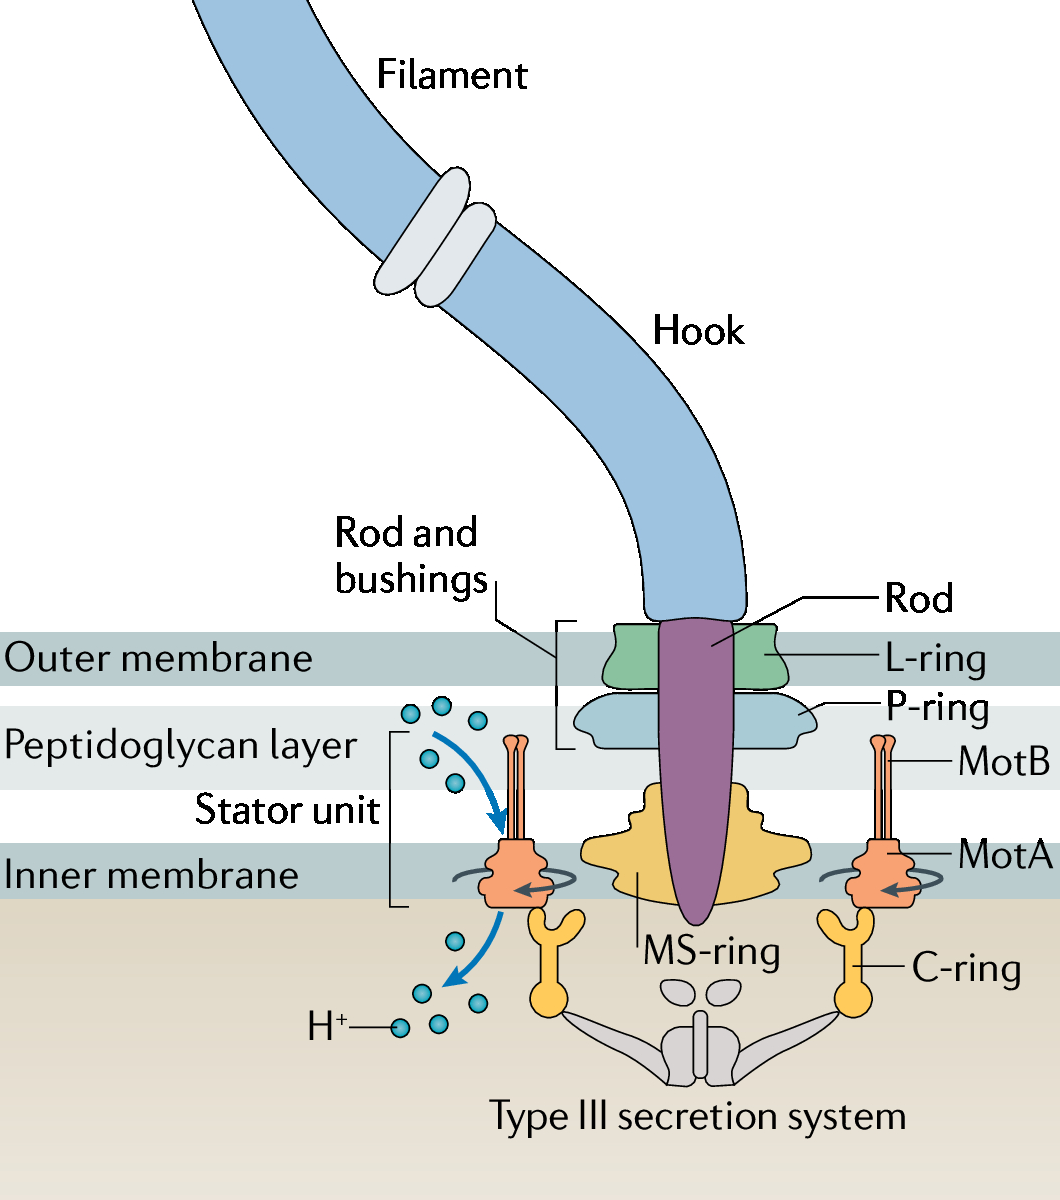 Filament
Hook
Rod and
bushings
Rod
Outer membrane
L-ring
P-ring
Peptidoglycan layer
MotB
Stator unit
MotA
Inner membrane
MS-ring
C-ring
H⁺
Type III secretion system